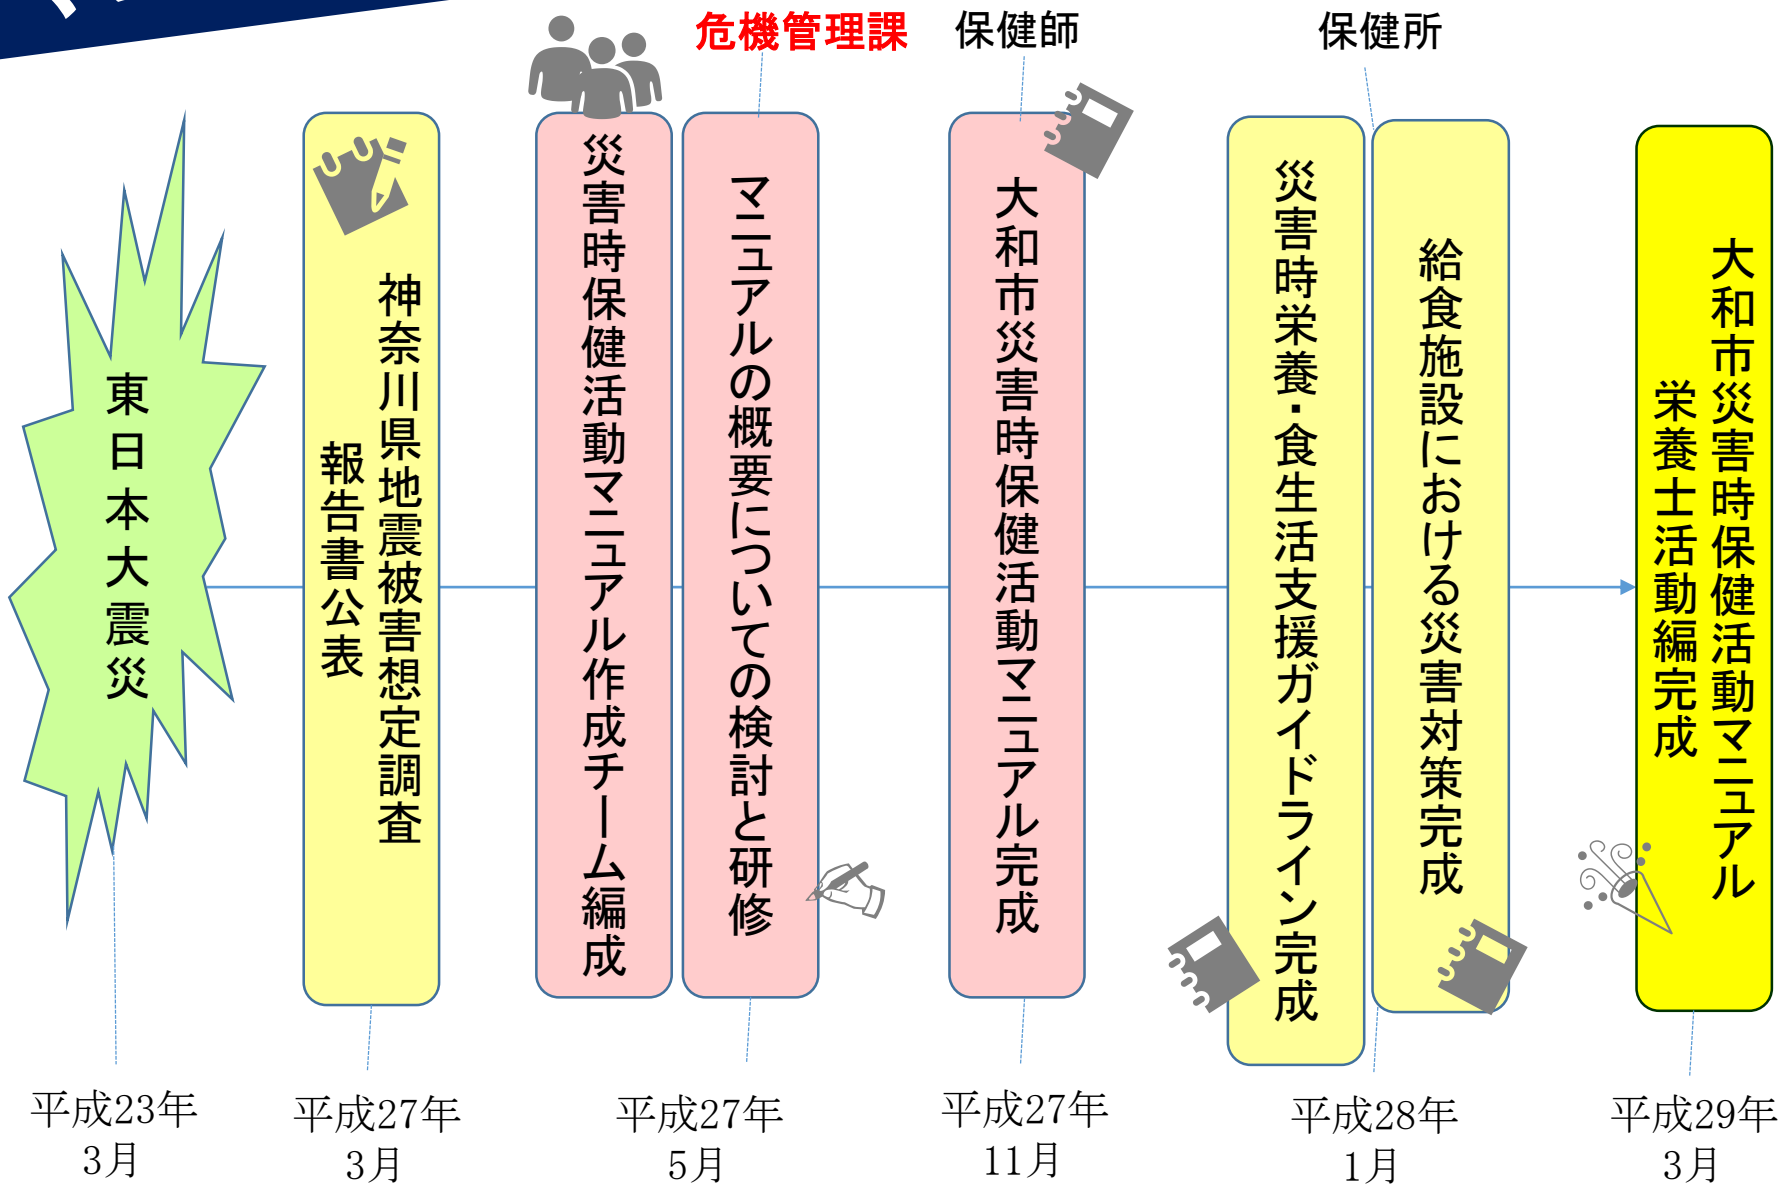 危機管理課
保健師
保健所
東日本大震災
神奈川県地震被害想定調査
報告書公表
災害時保健活動マニュアル作成チーム編成
マニュアルの概要についての検討と研修
大和市災害時保健活動マニュアル完成
災害時栄養・食生活支援ガイドライン完成
給食施設における災害対策完成
大和市災害時保健活動マニュアル
栄養士活動編完成
平成23年
3月
平成27年
3月
平成27年
5月
平成27年
11月
平成28年
1月
平成29年
3月